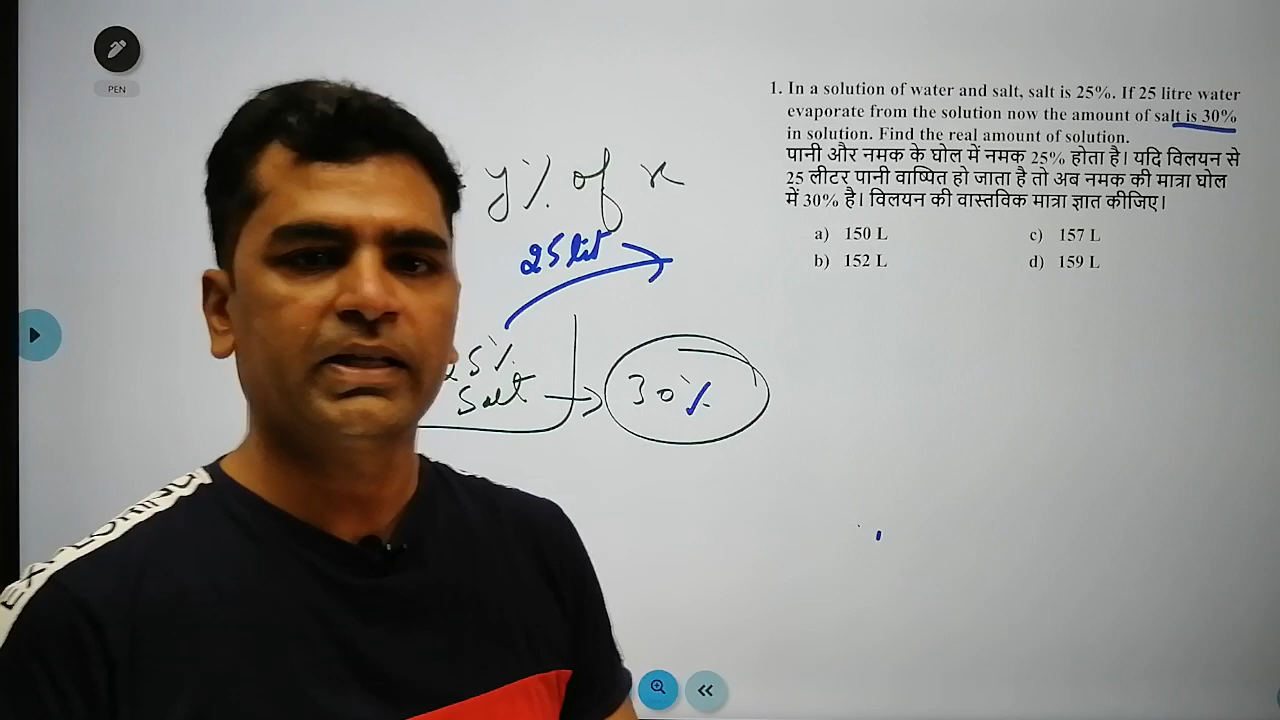 PEN
1. In a solution of water and salt, salt is 25%. If 25 litre water
evaporate from the solution now the amount of salt is 30%
in solution. Find the real amount of solution.
पानी और नमक के घोल में नमक 25% होता है। यदि विलयन से
25 लीटर पानी वाष्पित हो जाता है तो अब नमक की मात्रा घोल
में 30% है। विलयन की वास्तविक मात्रा ज्ञात कीजिए।
a) 150 L
c) 157 L
b) 152 L
d) 159 L
y% of x
25 lit
25%
Salt
30%
EXPLORING